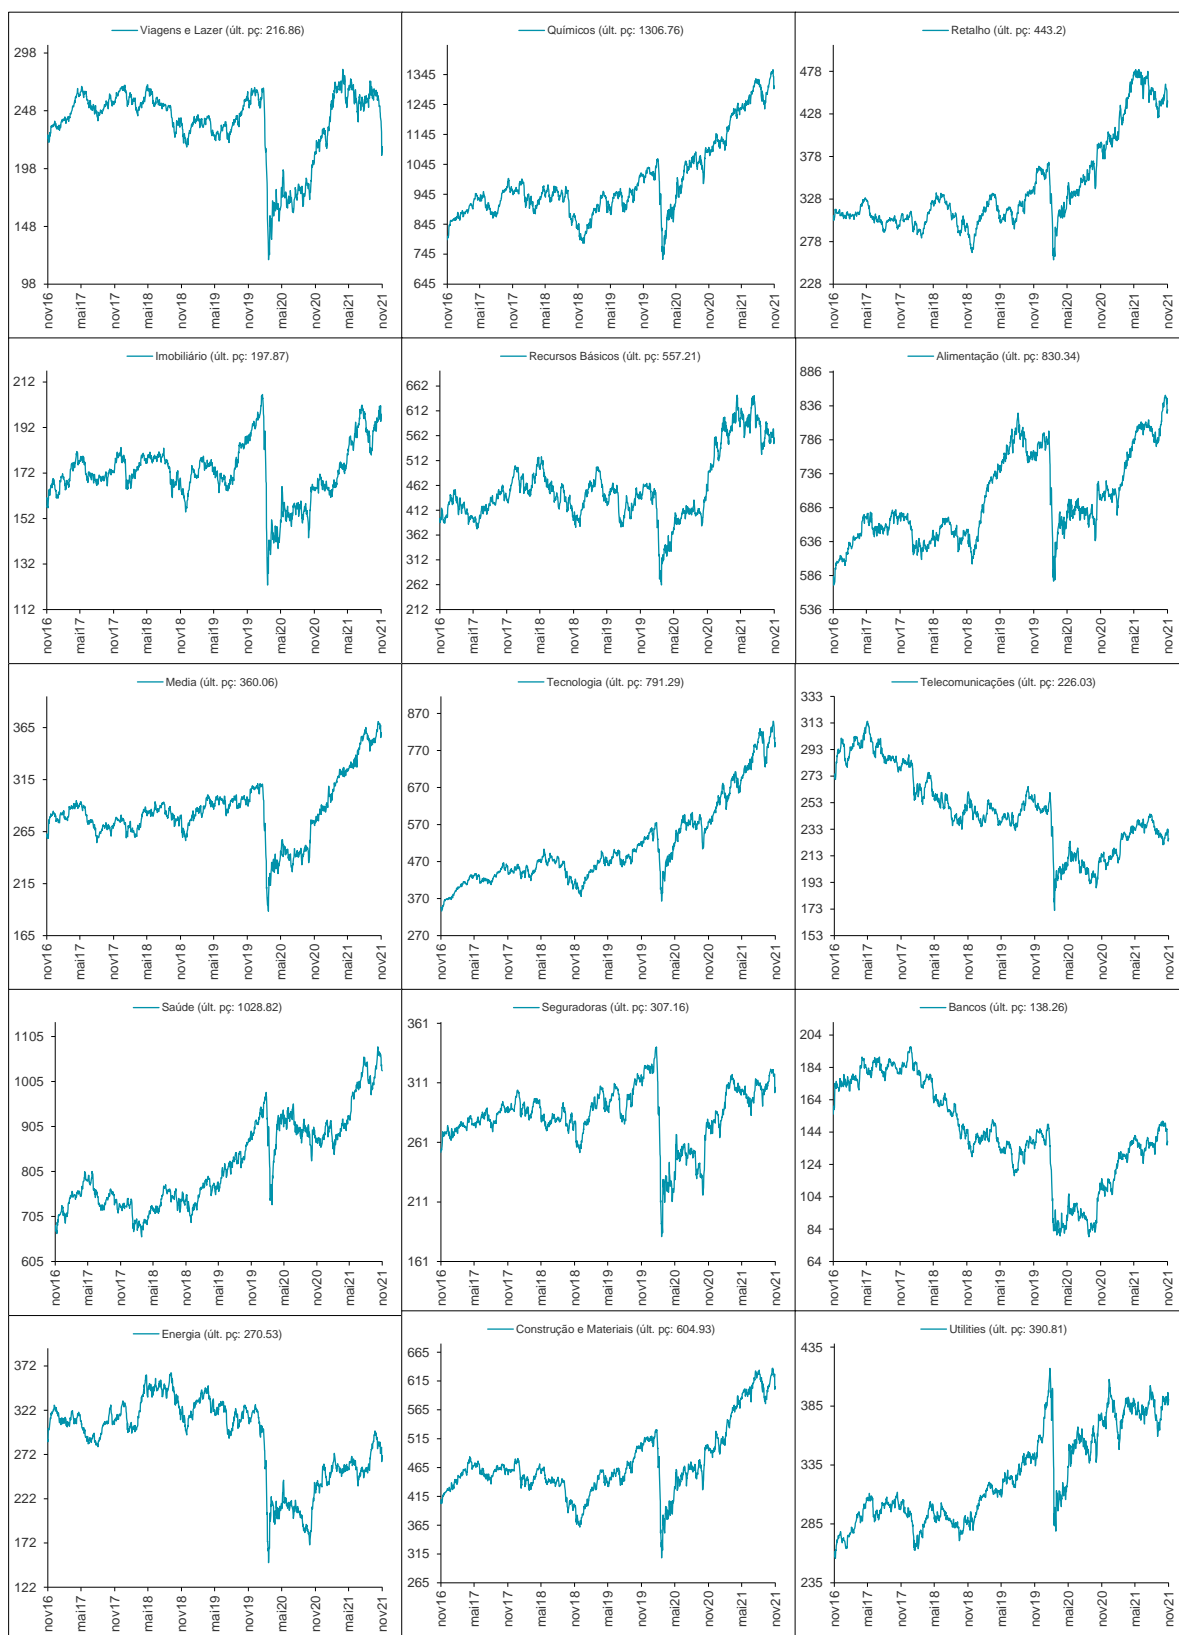 Viagens e Lazer (últ. pç: 216.86)
298
248
198
148
98
nov16
mai17
nov17
mai18
nov18
mai19
nov19
mai20
nov20
mai21
nov21
Químicos (últ. pç: 1306.76)
1345
1245
1145
1045
945
845
745
645
nov16
mai17
nov17
mai18
nov18
mai19
nov19
mai20
nov20
mai21
nov21
Retalho (últ. pç: 443.2)
478
428
378
328
278
228
nov16
mai17
nov17
mai18
nov18
mai19
nov19
mai20
nov20
mai21
nov21
Imobiliário (últ. pç: 197.87)
212
192
172
152
132
112
nov16
mai17
nov17
mai18
nov18
mai19
nov19
mai20
nov20
mai21
nov21
Recursos Básicos (últ. pç: 557.21)
662
612
562
512
462
412
362
312
262
212
nov16
mai17
nov17
mai18
nov18
mai19
nov19
mai20
nov20
mai21
nov21
Alimentação (últ. pç: 830.34)
886
836
786
736
686
636
586
536
nov16
mai17
nov17
mai18
nov18
mai19
nov19
mai20
nov20
mai21
nov21
Media (últ. pç: 360.06)
365
315
265
215
165
nov16
mai17
nov17
mai18
nov18
mai19
nov19
mai20
nov20
mai21
nov21
Tecnologia (últ. pç: 791.29)
870
770
670
570
470
370
270
nov16
mai17
nov17
mai18
nov18
mai19
nov19
mai20
nov20
mai21
nov21
Telecomunicações (últ. pç: 226.03)
333
313
293
273
253
233
213
193
173
153
nov16
mai17
nov17
mai18
nov18
mai19
nov19
mai20
nov20
mai21
nov21
Saúde (últ. pç: 1028.82)
1105
1005
905
805
705
605
nov16
mai17
nov17
mai18
nov18
mai19
nov19
mai20
nov20
mai21
nov21
Seguradoras (últ. pç: 307.16)
361
311
261
211
161
nov16
mai17
nov17
mai18
nov18
mai19
nov19
mai20
nov20
mai21
nov21
Bancos (últ. pç: 138.26)
204
184
164
144
124
104
84
64
nov16
mai17
nov17
mai18
nov18
mai19
nov19
mai20
nov20
mai21
nov21
Energia (últ. pç: 270.53)
372
322
272
222
172
122
nov16
mai17
nov17
mai18
nov18
mai19
nov19
mai20
nov20
mai21
nov21
Construção e Materiais (últ. pç: 604.93)
665
615
565
515
465
415
365
315
265
nov16
mai17
nov17
mai18
nov18
mai19
nov19
mai20
nov20
mai21
nov21
Utilities (últ. pç: 390.81)
435
385
335
285
235
nov16
mai17
nov17
mai18
nov18
mai19
nov19
mai20
nov20
mai21
nov21